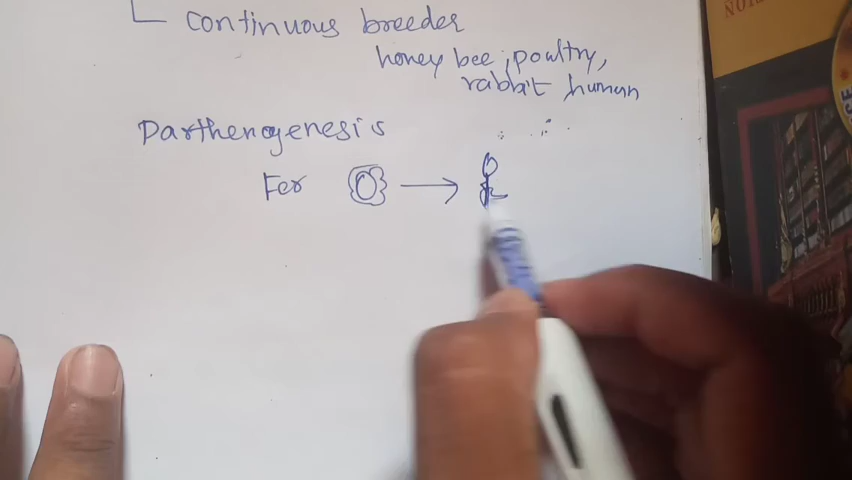 continuous breeder
honey bee, poultry,
rabbit, human
Parthenogenesis
Fer